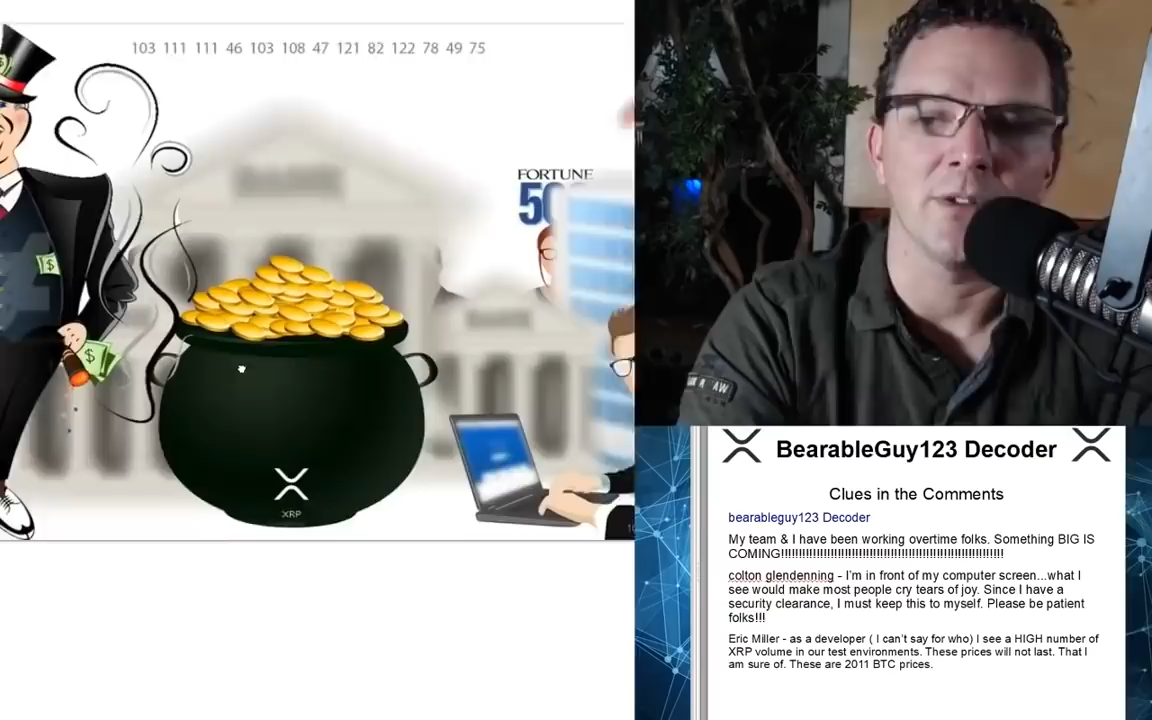 103 111 111 46 103 108 47 121 82 122 78 49 75
FORTUNE
50
XRP
BearableGuy123 Decoder
Clues in the Comments
bearableguy123 Decoder
My team & I have been working overtime folks. Something BIG IS
COMING!!!!!!!!!!!!!!!!!!!!!!!!!!!!!!!!!!!!!!!!!!!!!!!!!!!!!!!!!!!!!!
colton glendenning - I'm in front of my computer screen...what I
see would make most people cry tears of joy. Since I have a
security clearance, I must keep this to myself. Please be patient
folks!!!
Eric Miller - as a developer ( I can't say for who) I see a HIGH number of
XRP volume in our test environments. These prices will not last. That I
am sure of. These are 2011 BTC prices.